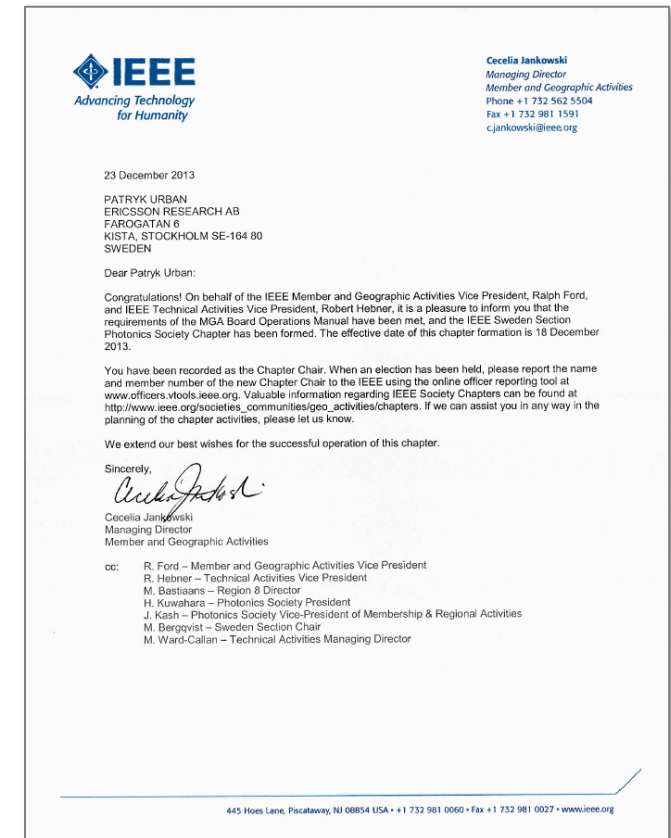 IEEE
Advancing Technology
for Humanity
Cecelia Jankowski
Managing Director
Member and Geographic Activities
Phone +1 732 562 5504
Fax +1 732 981 1591
c.jankowski@ieee.org
23 December 2013
PATRYK URBAN
ERICSSON RESEARCH AB
FAROGATAN 6
KISTA, STOCKHOLM SE-164 80
SWEDEN
Dear Patryk Urban:
Congratulations! On behalf of the IEEE Member and Geographic Activities Vice President, Ralph Ford,
and IEEE Technical Activities Vice President, Robert Hebner, it is a pleasure to inform you that the
requirements of the MGA Board Operations Manual have been met, and the IEEE Sweden Section
Photonics Society Chapter has been formed. The effective date of this chapter formation is 18 December
2013.
You have been recorded as the Chapter Chair. When an election has been held, please report the name
and member number of the new Chapter Chair to the IEEE using the online officer reporting tool at
www.officers.vtools.ieee.org. Valuable information regarding IEEE Society Chapters can be found at
http://www.ieee.org/societies_communities/geo_activities/chapters. If we can assist you in any way in the
planning of the chapter activities, please let us know.
We extend our best wishes for the successful operation of this chapter.
Sincerely,
Cecelia Jankowski
Cecelia Jankowski
Managing Director
Member and Geographic Activities
cc: R. Ford – Member and Geographic Activities Vice President
R. Hebner – Technical Activities Vice President
M. Bastiaans – Region 8 Director
H. Kuwahara – Photonics Society President
J. Kash – Photonics Society Vice-President of Membership & Regional Activities
M. Bergqvist – Sweden Section Chair
M. Ward-Callan – Technical Activities Managing Director
445 Hoes Lane, Piscataway, NJ 08854 USA • +1 732 981 0060 • Fax +1 732 981 0027 • www.ieee.org